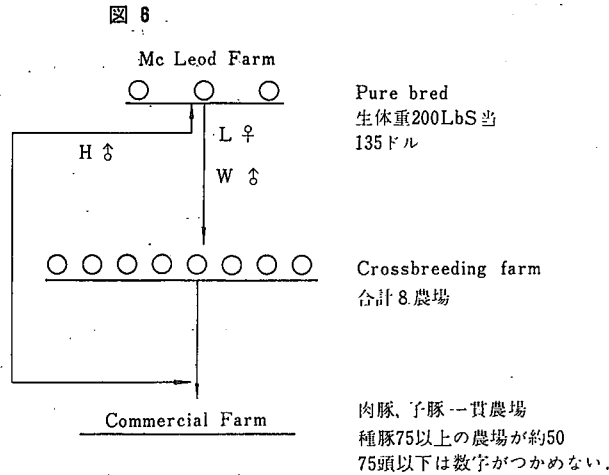 図 6
Mc Leod Farm
Pure bred
生体重200LbS当
135ドル
L ♀
H ♂
W ♂
Crossbreeding farm
合計8農場
Commercial Farm
肉豚、子豚一貫農場
種豚75以上の農場が約50
75頭以下は数字がつかめない.